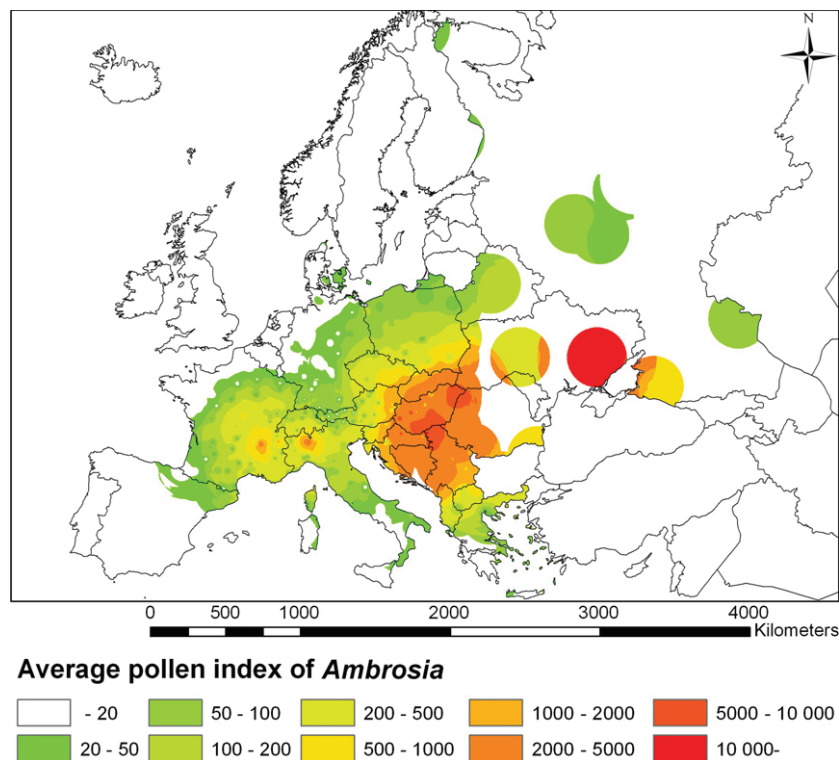 N
0 500 1000 2000 3000 4000
Kilometers
Average pollen index of Ambrosia
- 20 50 - 100 200 - 500 1000 - 2000 5000 - 10 000
20 - 50 100 - 200 500 - 1000 2000 - 5000 10 000-